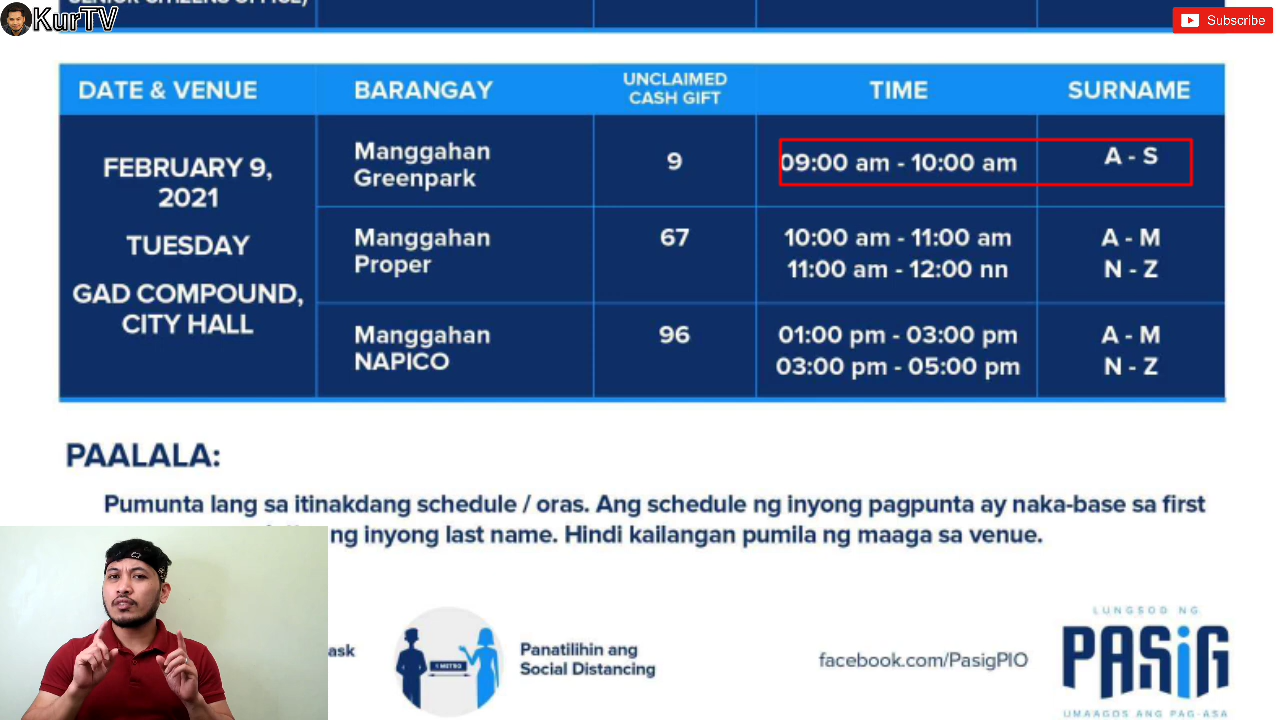 SENIOR CITIZENS OFFICE)
KurTV
Subscribe
DATE & VENUE
BARANGAY
UNCLAIMED
CASH GIFT
TIME
SURNAME
FEBRUARY 9,
2021
TUESDAY
GAD COMPOUND,
CITY HALL
Manggahan
Greenpark
9
09:00 am - 10:00 am
A - S
Manggahan
Proper
67
10:00 am - 11:00 am
A - M
11:00 am - 12:00 nn
N - Z
Manggahan
NAPICO
96
01:00 pm - 03:00 pm
A - M
03:00 pm - 05:00 pm
N - Z
PAALALA:
Pumunta lang sa itinakdang schedule / oras. Ang schedule ng inyong pagpunta ay naka-base sa first
ng inyong last name. Hindi kailangan pumila ng maaga sa venue.
1 METRO
Panatilihin ang
Social Distancing
facebook.com/PasigPIO
LUNGSOD NG
PASiG
UMAAGOS ANG PAG-ASA